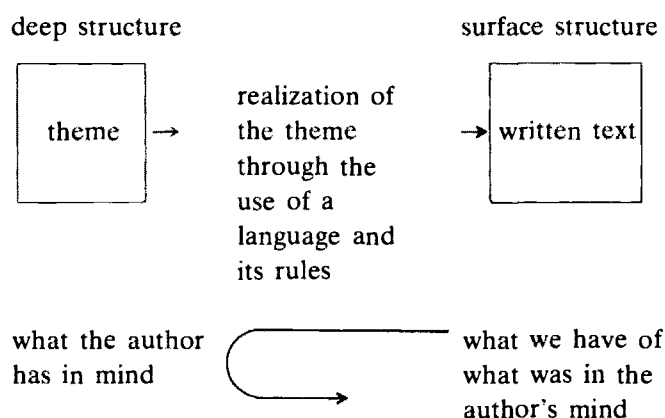 deep structure
surface structure
theme
realization of
the theme
through the
use of a
language and
its rules
written text
what the author
has in mind
what we have of
what was in the
author's mind